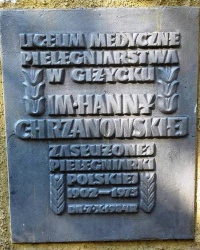 LICEUM MEDYCZNE
PIELĘGNIARSTWA
W GIŻYCKU
IM. HANNY
CHRZANOWSKIEJ
ZASŁUŻONEJ
PIELĘGNIARKI
POLSKIEJ
1902-1973